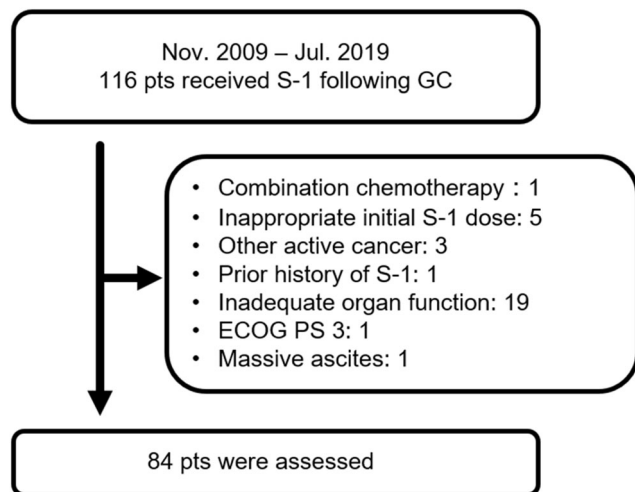 Nov. 2009 – Jul. 2019
116 pts received S-1 following GC
• Combination chemotherapy : 1
• Inappropriate initial S-1 dose: 5
• Other active cancer: 3
• Prior history of S-1: 1
• Inadequate organ function: 19
• ECOG PS 3: 1
• Massive ascites: 1
84 pts were assessed